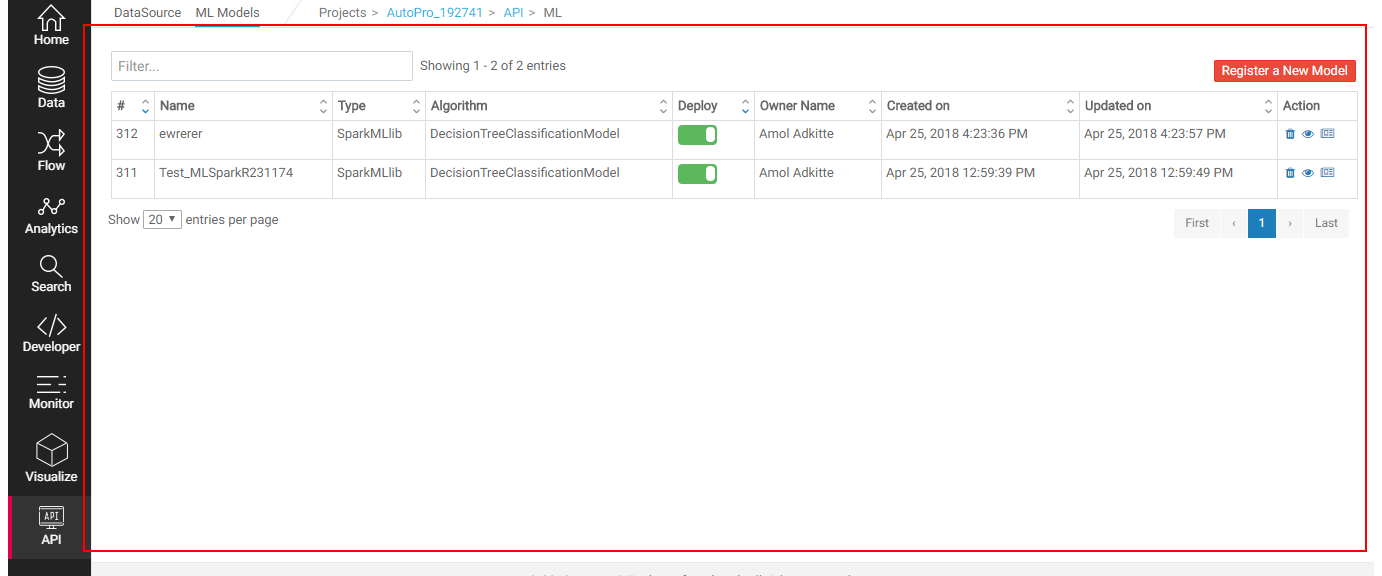 DataSource ML Models Projects > AutoPro_192741 > API > ML
Home
Data
Flow
Analytics
Search
Developer
Monitor
Visualize
API
API
Filter... Showing 1 - 2 of 2 entries
Register a New Model
# Name Type Algorithm Deploy Owner Name Created on Updated on Action
312 ewrerer SparkMLlib DecisionTreeClassificationModel Amol Adkitte Apr 25, 2018 4:23:36 PM Apr 25, 2018 4:23:57 PM
311 Test_MLSparkR231174 SparkMLlib DecisionTreeClassificationModel Amol Adkitte Apr 25, 2018 12:59:39 PM Apr 25, 2018 12:59:49 PM
Show 20 entries per page
First ‹ 1 › Last